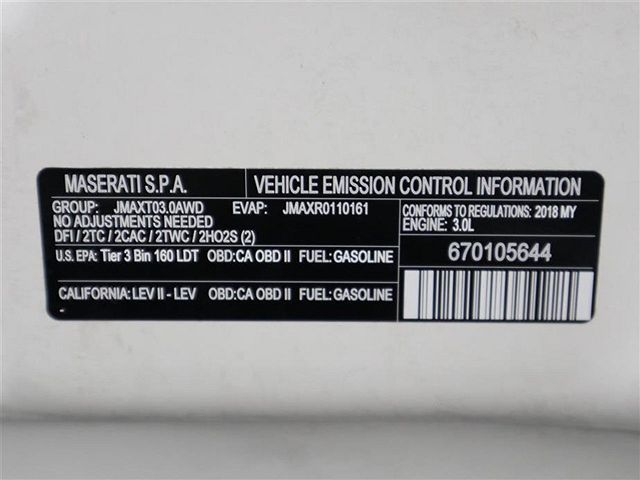 MASERATI S.P.A. VEHICLE EMISSION CONTROL INFORMATION
GROUP: JMAXT03.0AWD EVAP: JMAXR0110161
NO ADJUSTMENTS NEEDED
DFI / 2TC / 2CAC / 2TWC / 2HO2S (2)
CONFORMS TO REGULATIONS: 2018 MY
ENGINE: 3.0L
U.S. EPA: Tier 3 Bin 160 LDT OBD:CA OBD II FUEL:GASOLINE
670105644
CALIFORNIA: LEV II - LEV OBD:CA OBD II FUEL:GASOLINE